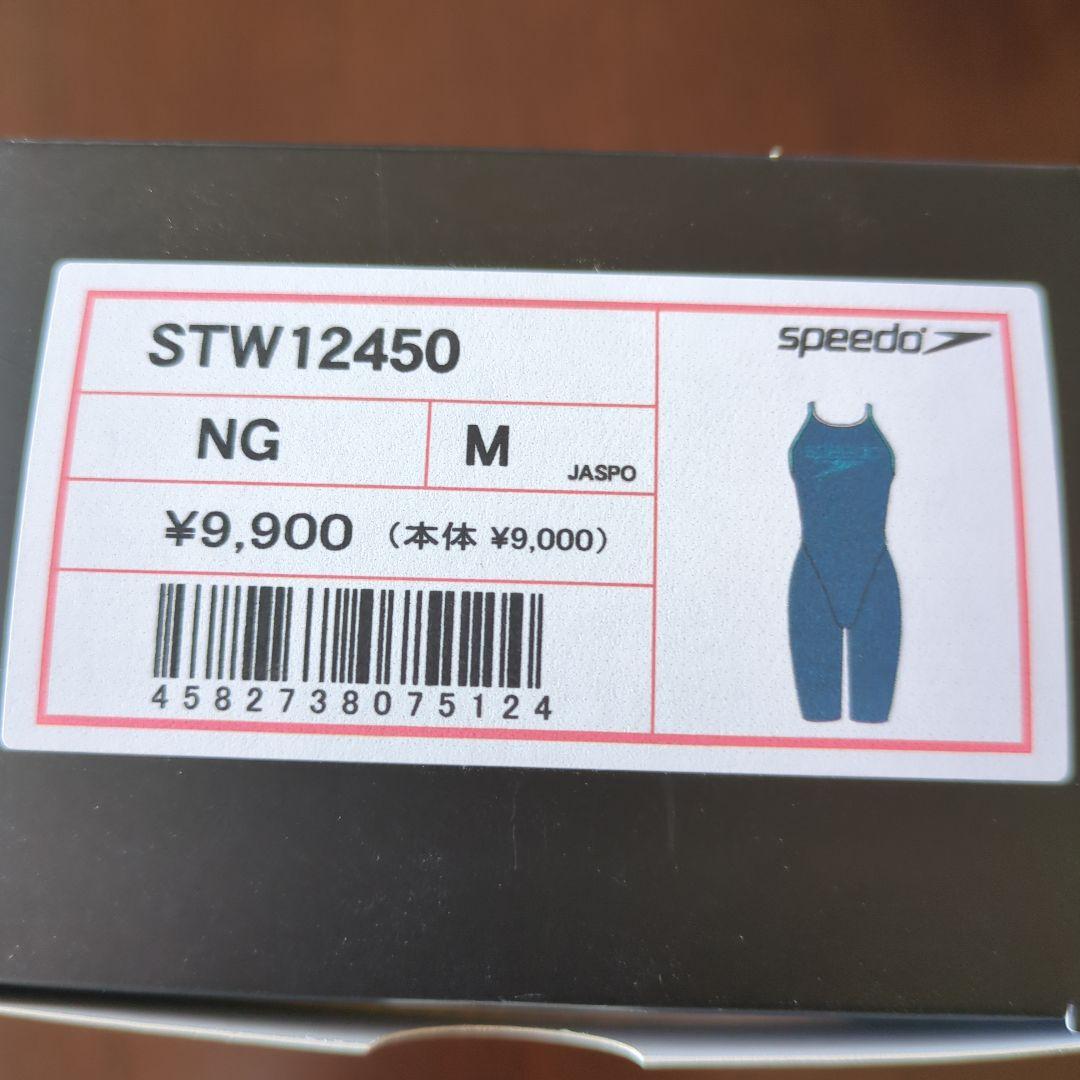 STW12450
NG
M
JASPO
¥9,900 (本体 ¥9,000)
4582738075124
speedo